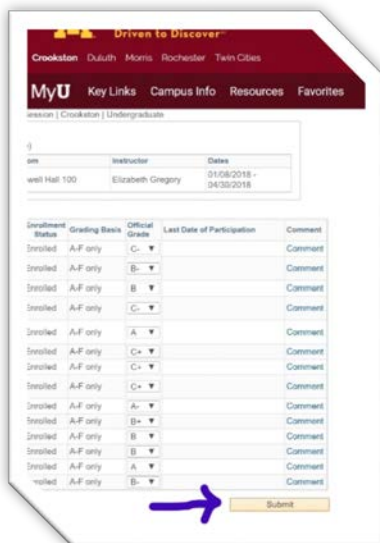 Driven to Discover
Crookston Duluth Morris Rochester Twin Cities
MyU Key Links Campus Info Resources Favorites
Session | Crookston | Undergraduate
Instructor Dates
Hall 100 Elizabeth Gregory 01/08/2018 -
04/30/2018
Enrollment
Status Grading Basis Official
Grade Last Date of Participation Comment
Enrolled A-F only C- Comment
Enrolled A-F only B- Comment
Enrolled A-F only B Comment
Enrolled A-F only C- Comment
Enrolled A-F only A Comment
Enrolled A-F only C+ Comment
Enrolled A-F only C+ Comment
Enrolled A-F only C+ Comment
Enrolled A-F only A- Comment
Enrolled A-F only B+ Comment
Enrolled A-F only B Comment
Enrolled A-F only B Comment
Enrolled A-F only A Comment
Enrolled A-F only B- Comment
Submit